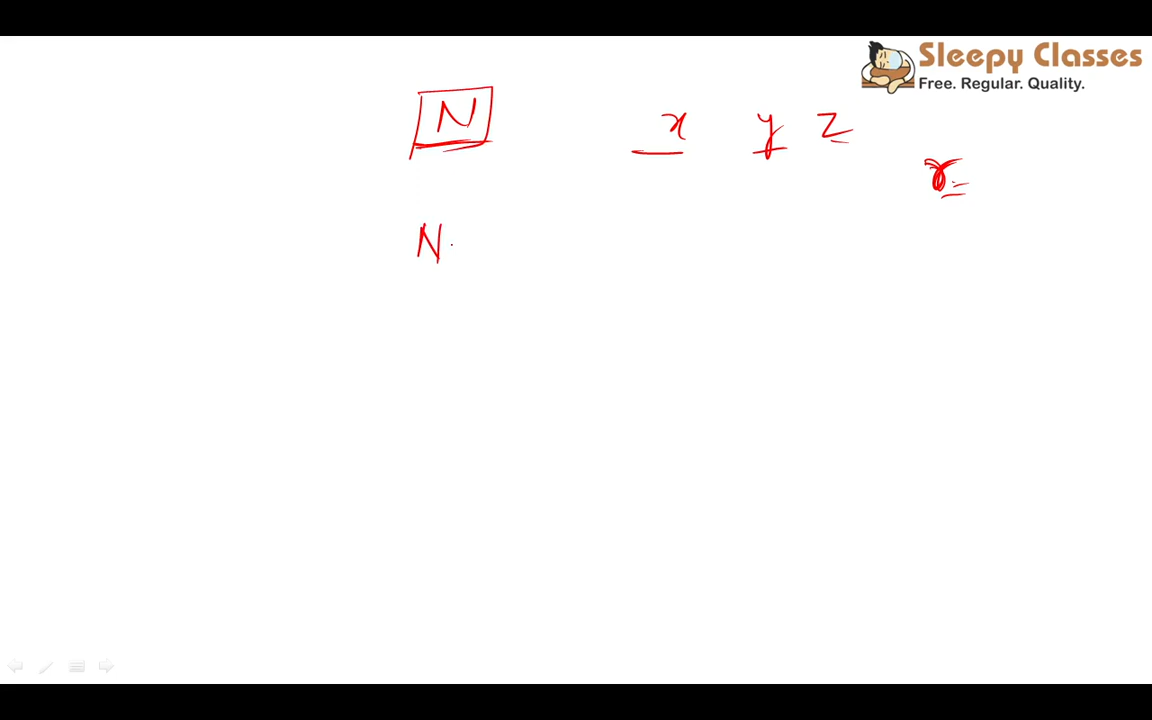 Sleepy Classes
Free. Regular. Quality.
N x y z
r
N